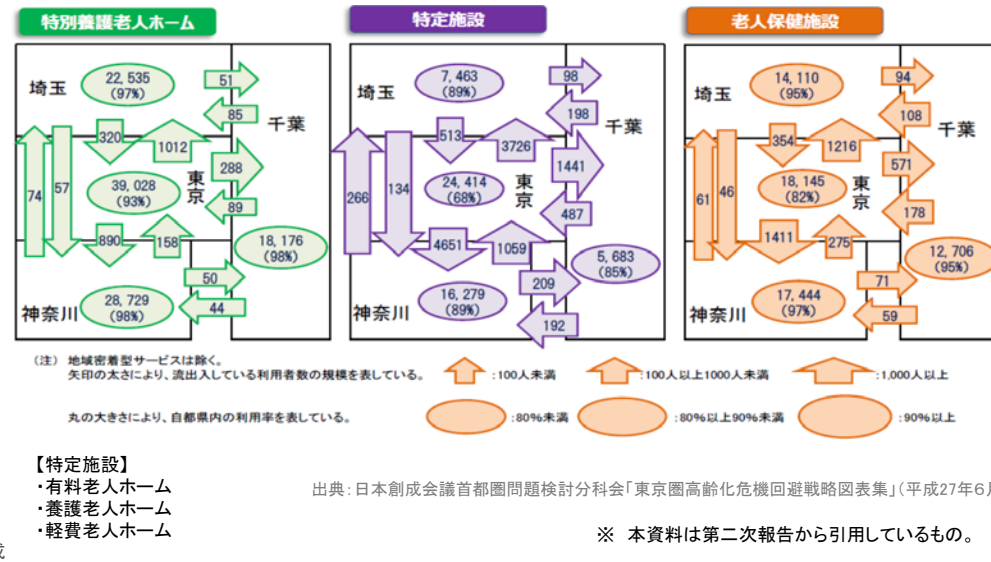 特別養護老人ホーム
埼玉
22,535
(97%)
51
85
千葉
320
1012
74
57
39,028
(93%)
東京
288
89
890
158
18,176
(98%)
50
44
神奈川
28,729
(98%)
特定施設
埼玉
7,463
(89%)
98
198
千葉
513
3726
266
134
24,414
(68%)
東京
1441
487
4651
1059
5,683
(85%)
209
192
神奈川
16,279
(89%)
老人保健施設
埼玉
14,110
(95%)
94
108
千葉
354
1216
61
46
18,145
(82%)
東京
571
178
1411
275
12,706
(95%)
71
59
神奈川
17,444
(97%)
(注) 地域密着型サービスは除く。
矢印の太さにより、流出入している利用者数の規模を表している。
:100人未満
:100人以上1000人未満
:1,000人以上
丸の大きさにより、自都県内の利用率を表している。
:80%未満
:80%以上90%未満
:90%以上
【特定施設】
・有料老人ホーム
・養護老人ホーム
・軽費老人ホーム
出典:日本創成会議首都圏問題検討分科会「東京圏高齢化危機回避戦略図表集」(平成27年6月
※ 本資料は第二次報告から引用しているもの。